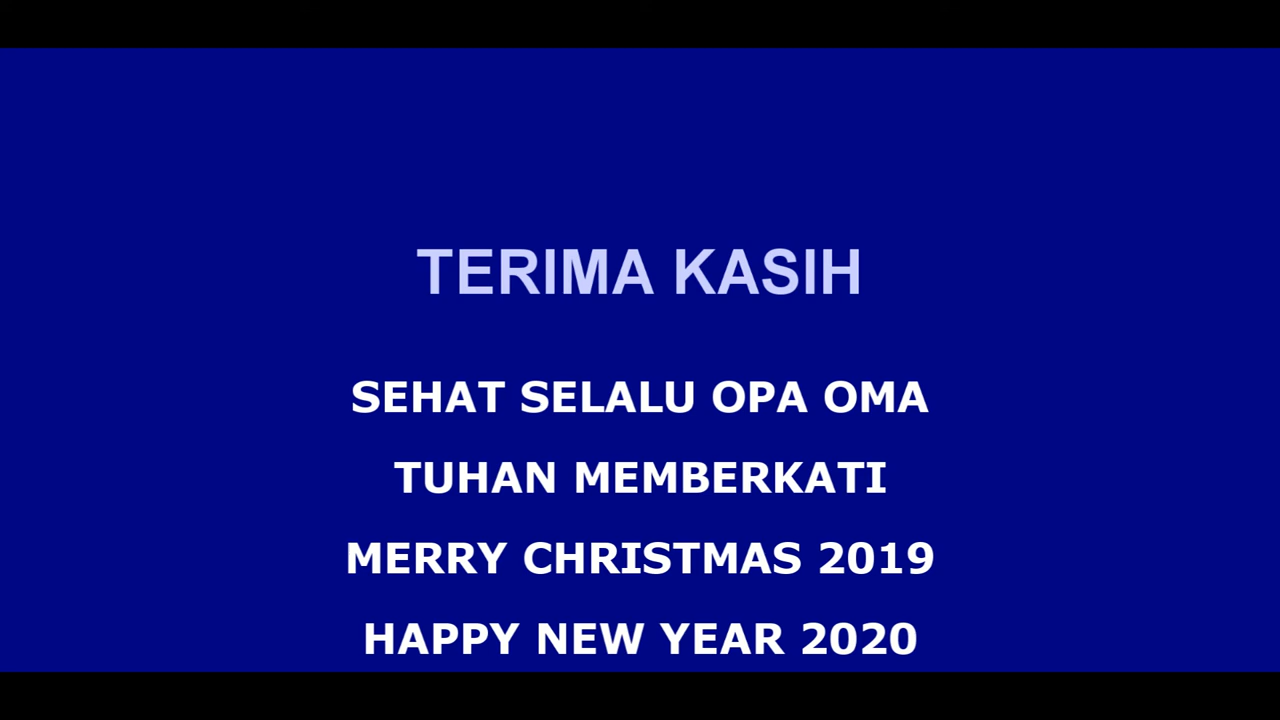 TERIMA KASIH
SEHAT SELALU OPA OMA
TUHAN MEMBERKATI
MERRY CHRISTMAS 2019
HAPPY NEW YEAR 2020